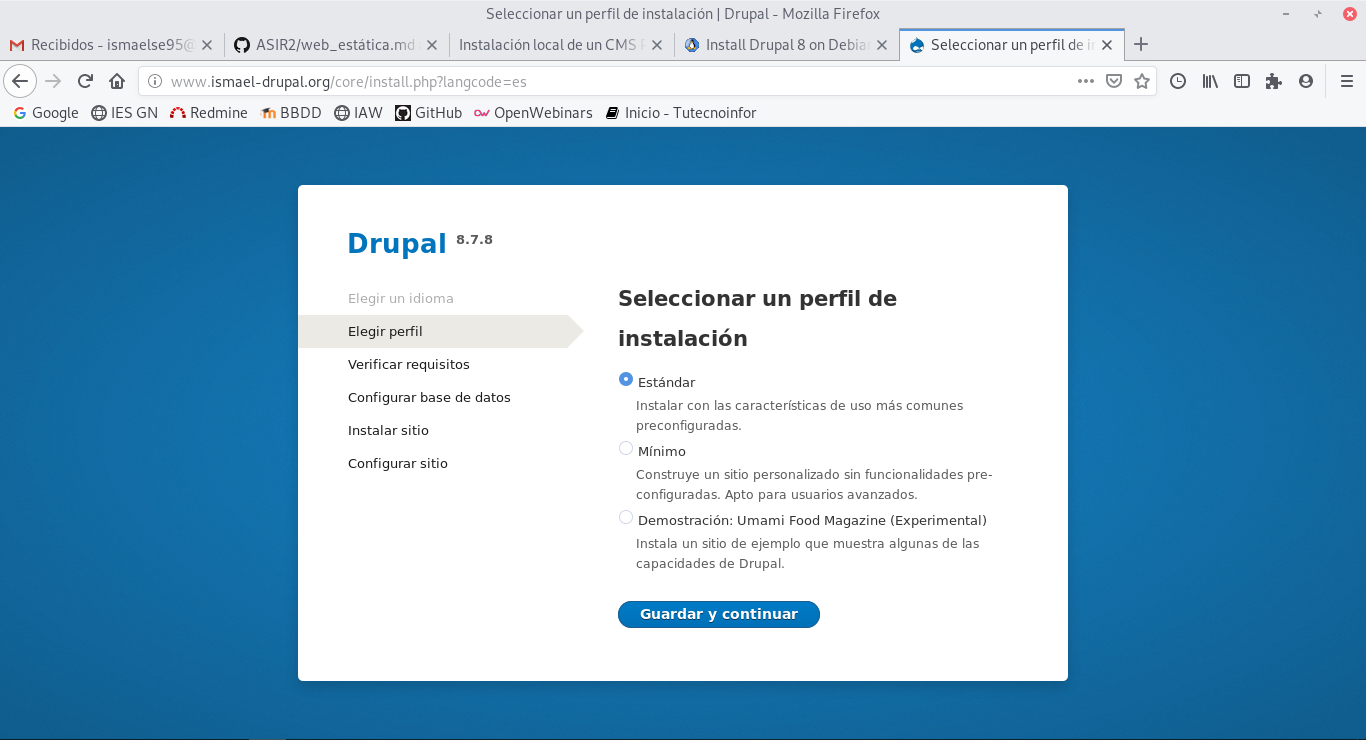 Seleccionar un perfil de instalación | Drupal - Mozilla Firefox
Recibidos - ismaelse95@
ASIR2/web_estática.md
Instalación local de un CMS
Install Drupal 8 on Debia
Seleccionar un perfil de i
www.ismael-drupal.org/core/install.php?langcode=es
Google
IES GN
Redmine
BBDD
IAW
GitHub
OpenWebinars
Inicio - Tutecnoinfor
Drupal 8.7.8
Elegir un idioma
Elegir perfil
Verificar requisitos
Configurar base de datos
Instalar sitio
Configurar sitio
Seleccionar un perfil de
instalación
Estándar
Instalar con las características de uso más comunes
preconfiguradas.
Mínimo
Construye un sitio personalizado sin funcionalidades pre-
configuradas. Apto para usuarios avanzados.
Demostración: Umami Food Magazine (Experimental)
Instala un sitio de ejemplo que muestra algunas de las
capacidades de Drupal.
Guardar y continuar